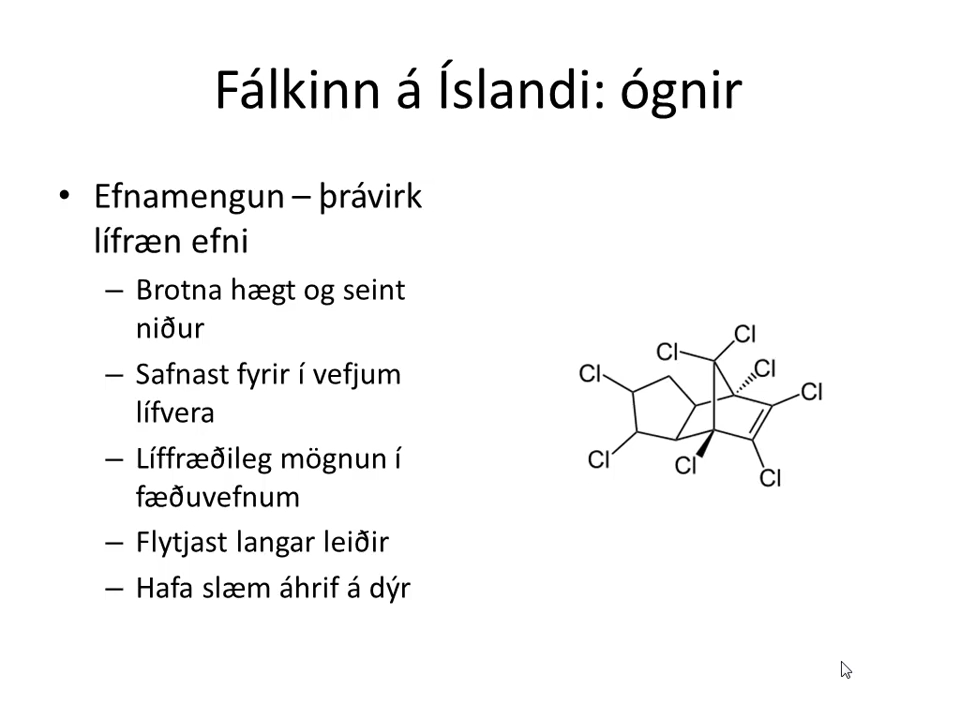 Fálkinn á Íslandi: ógnir
• Efnamengun – þrávirk
lífræn efni
– Brotna hægt og seint
niður
– Safnast fyrir í vefjum
lífvera
– Líffræðileg mögnun í
fæðuvefnum
– Flytjast langar leiðir
– Hafa slæm áhrif á dýr
Cl
Cl
Cl
Cl
Cl
Cl
Cl
Cl